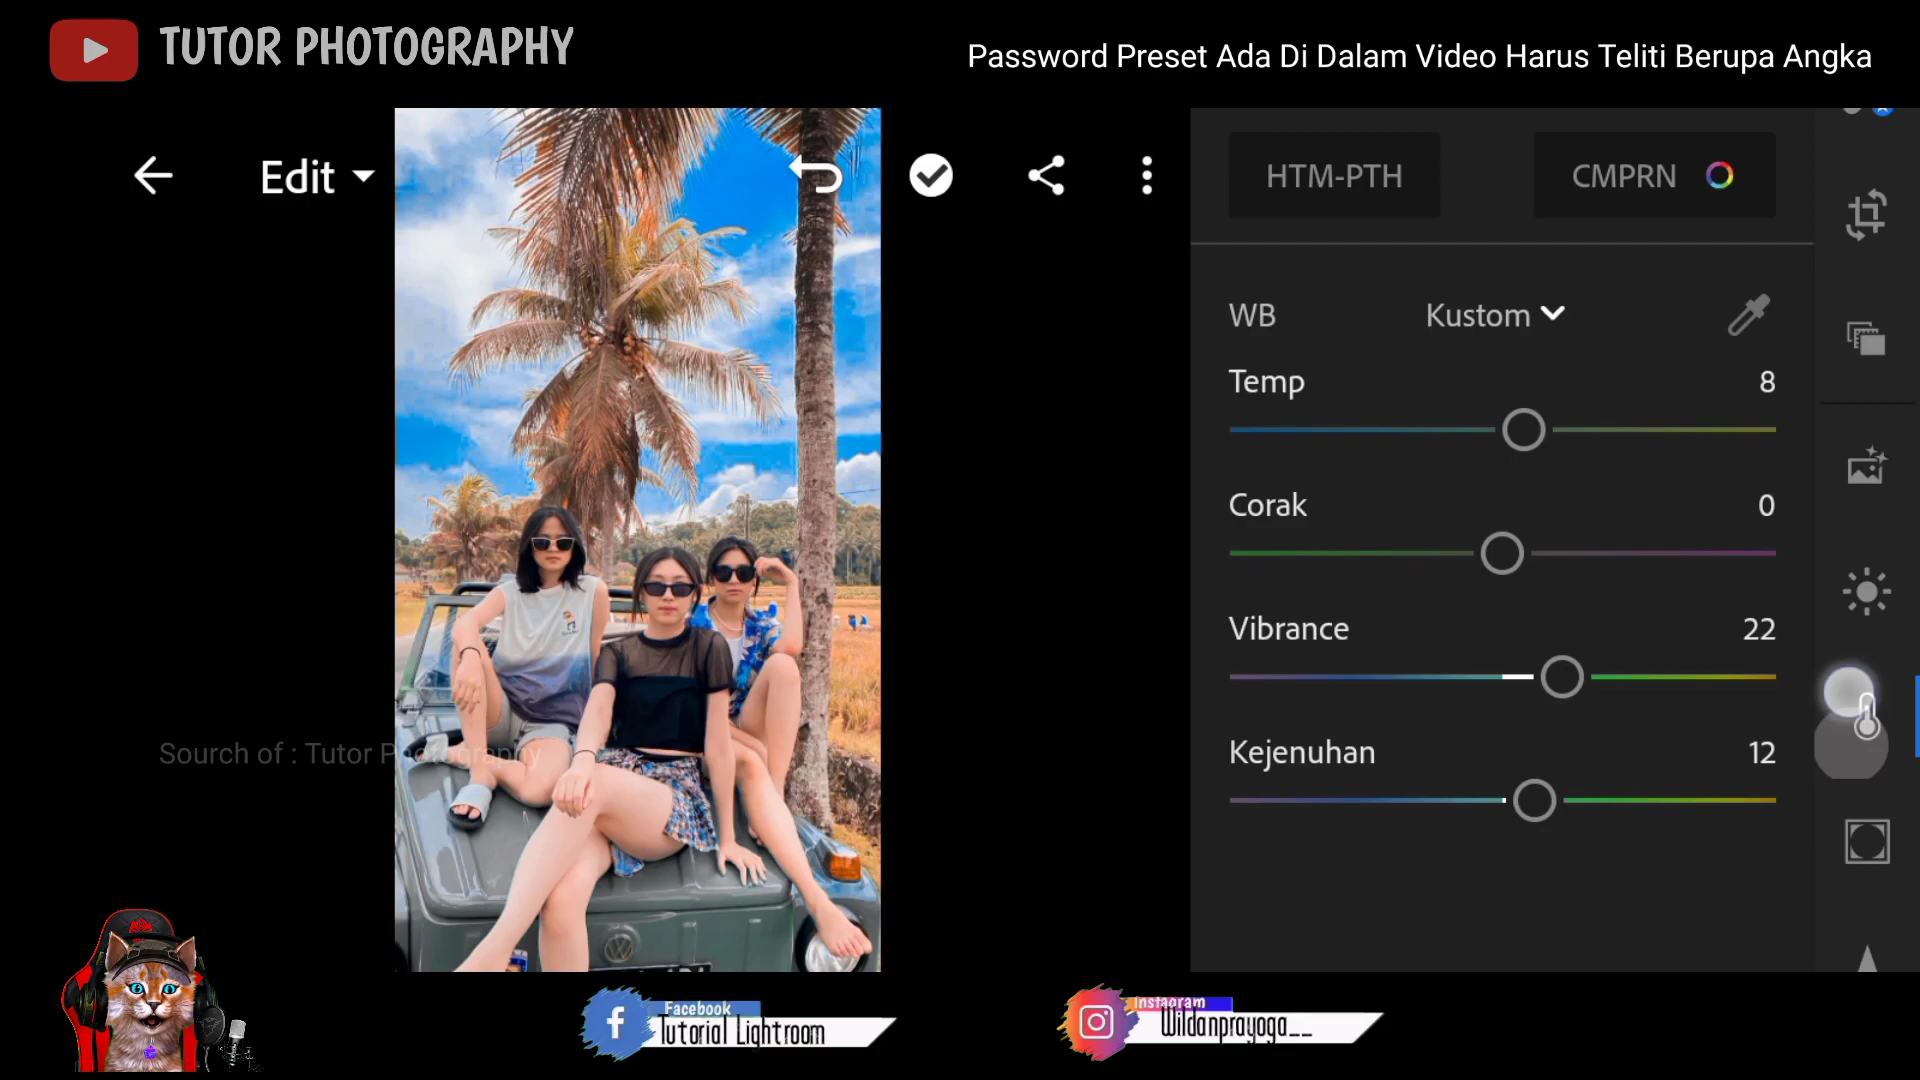 TUTOR PHOTOGRAPHY
Password Preset Ada Di Dalam Video Harus Teliti Berupa Angka
Edit
HTM-PTH
CMPRN
WB
Kustom
Temp
8
Corak
0
Vibrance
22
Kejenuhan
12
Sourch of : Tutor Photography
Facebook
Tutorial Lightroom
Instagram
Wildanprayoga__